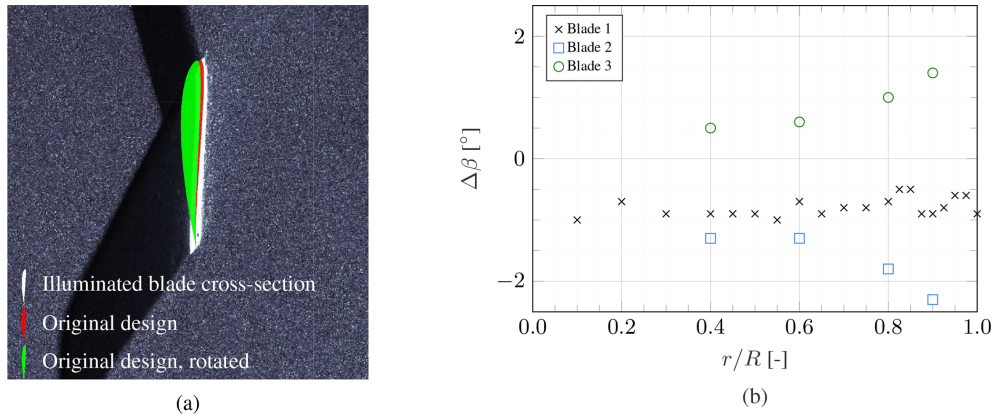 Illuminated blade cross-section
Original design
Original design, rotated
(a)
Blade 1
Blade 2
Blade 3
2
0
−2
Δβ [°]
0.0 0.2 0.4 0.6 0.8 1.0
r/R [-]
(b)